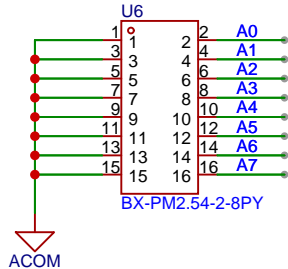 U6
1 1 2 2 A0
3 3 4 4 A1
5 5 6 6 A2
7 7 8 8 A3
9 9 10 10 A4
11 11 12 12 A5
13 13 14 14 A6
15 15 16 16 A7
BX-PM2.54-2-8PY
ACOM